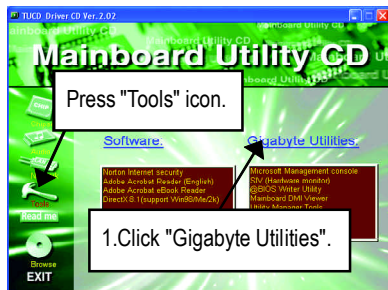 TUCD Driver CD Ver.2.02
Mainboard Utility CD
Press "Tools" icon.
Software:
Gigabyte Utilities:
Norton Internet security
Adobe Acrobat Reader (English)
Adobe Acrobat eBook Reader
DirectX 8.1(support Win98/Me/2k)
Microsoft Management console
SIV (Hardware monitor)
@BIOS Writer Utility
Mainboard DMI Viewer
Utility Manager Tools
1.Click "Gigabyte Utilities".
Tools
Read me
Browse
EXIT